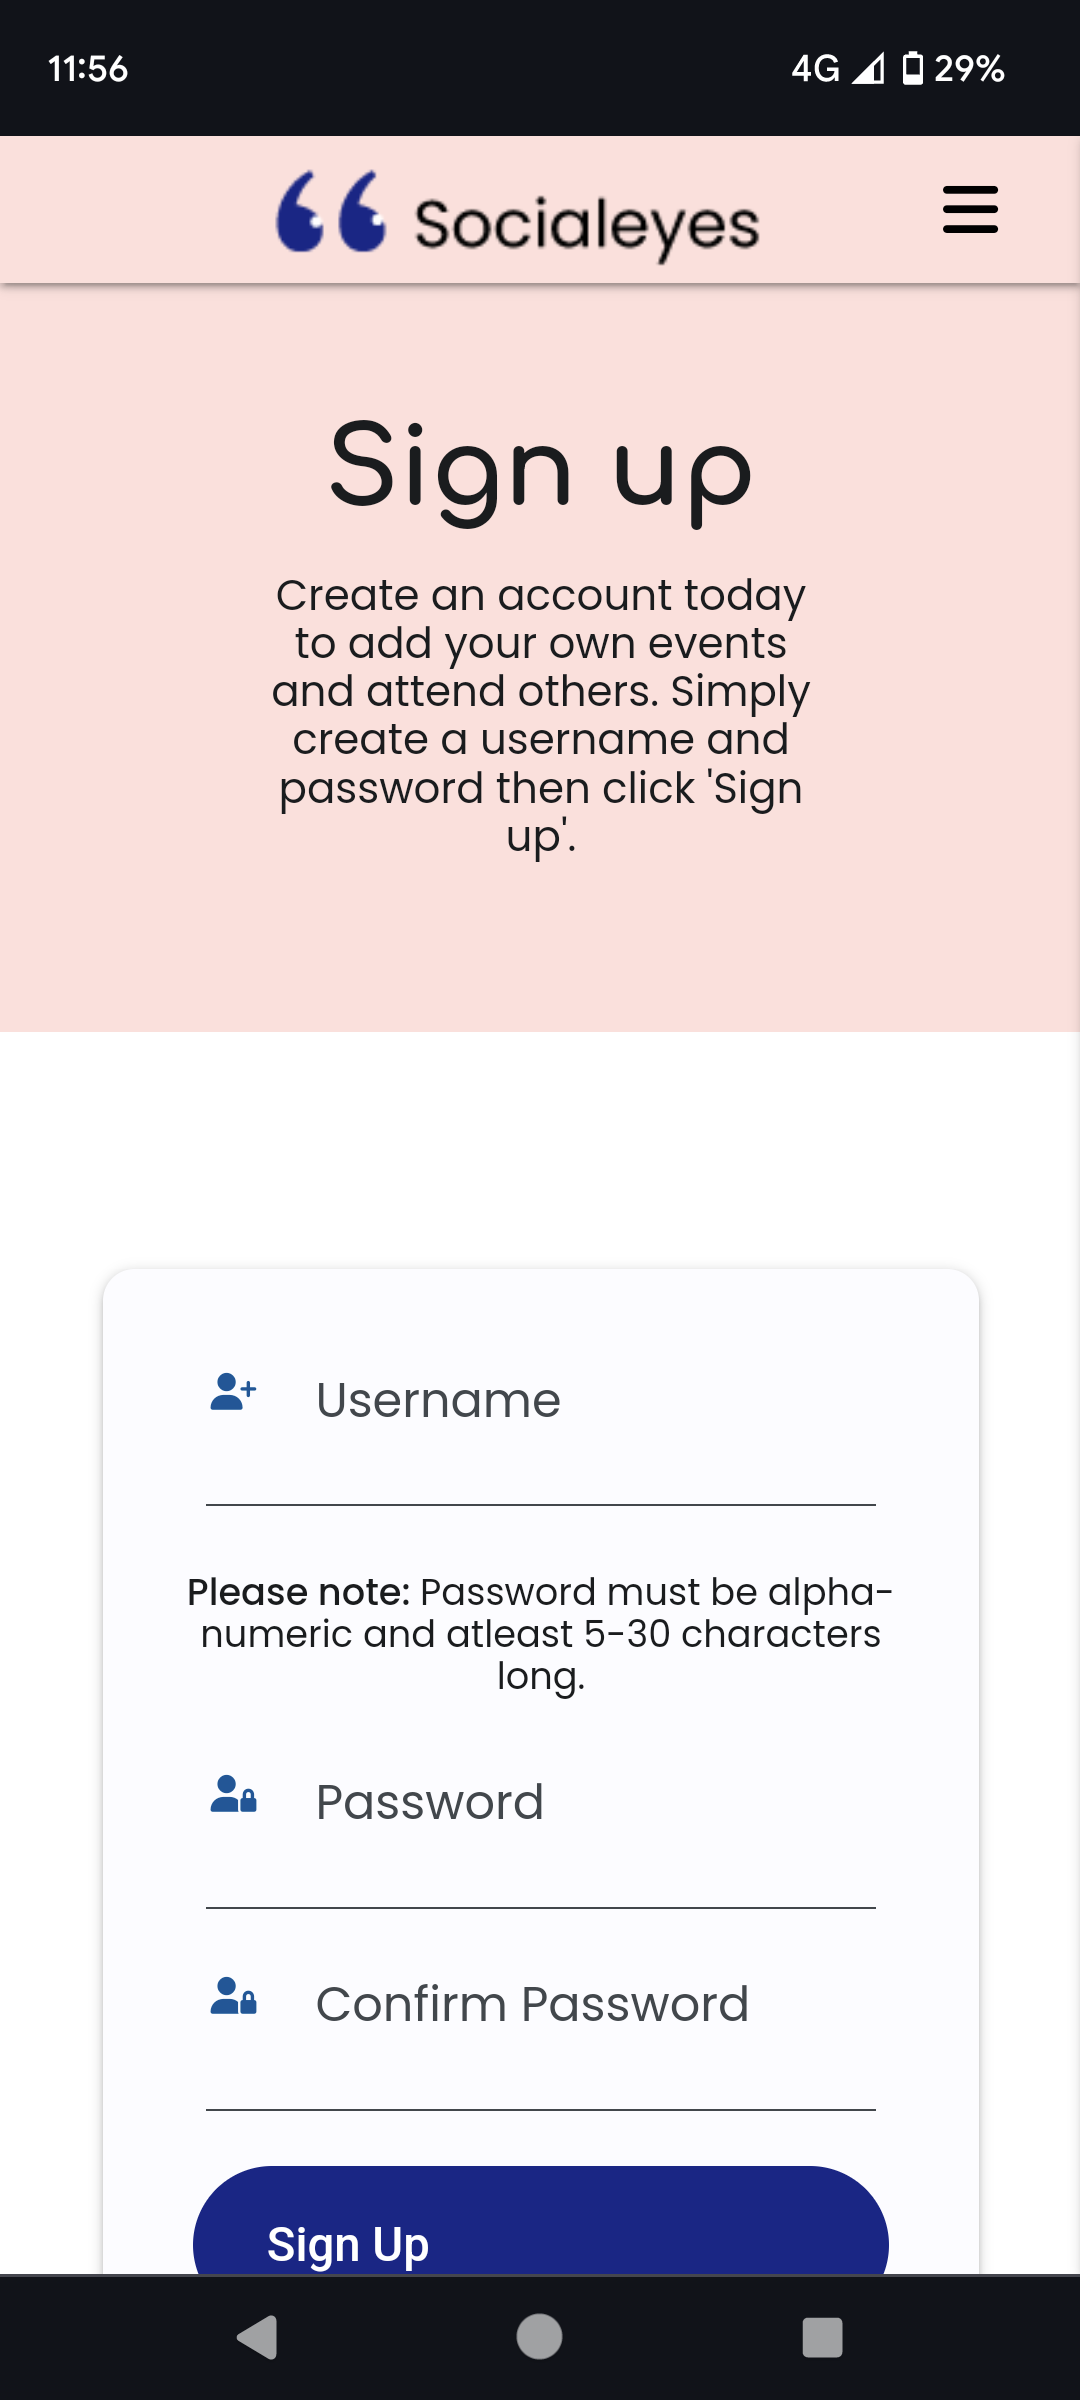 11:56
4G 29%
Socialeyes
Sign up
Create an account today
to add your own events
and attend others. Simply
create a username and
password then click 'Sign
up'.
Username
Please note: Password must be alpha-
numeric and atleast 5-30 characters
long.
Password
Confirm Password
Sign Up